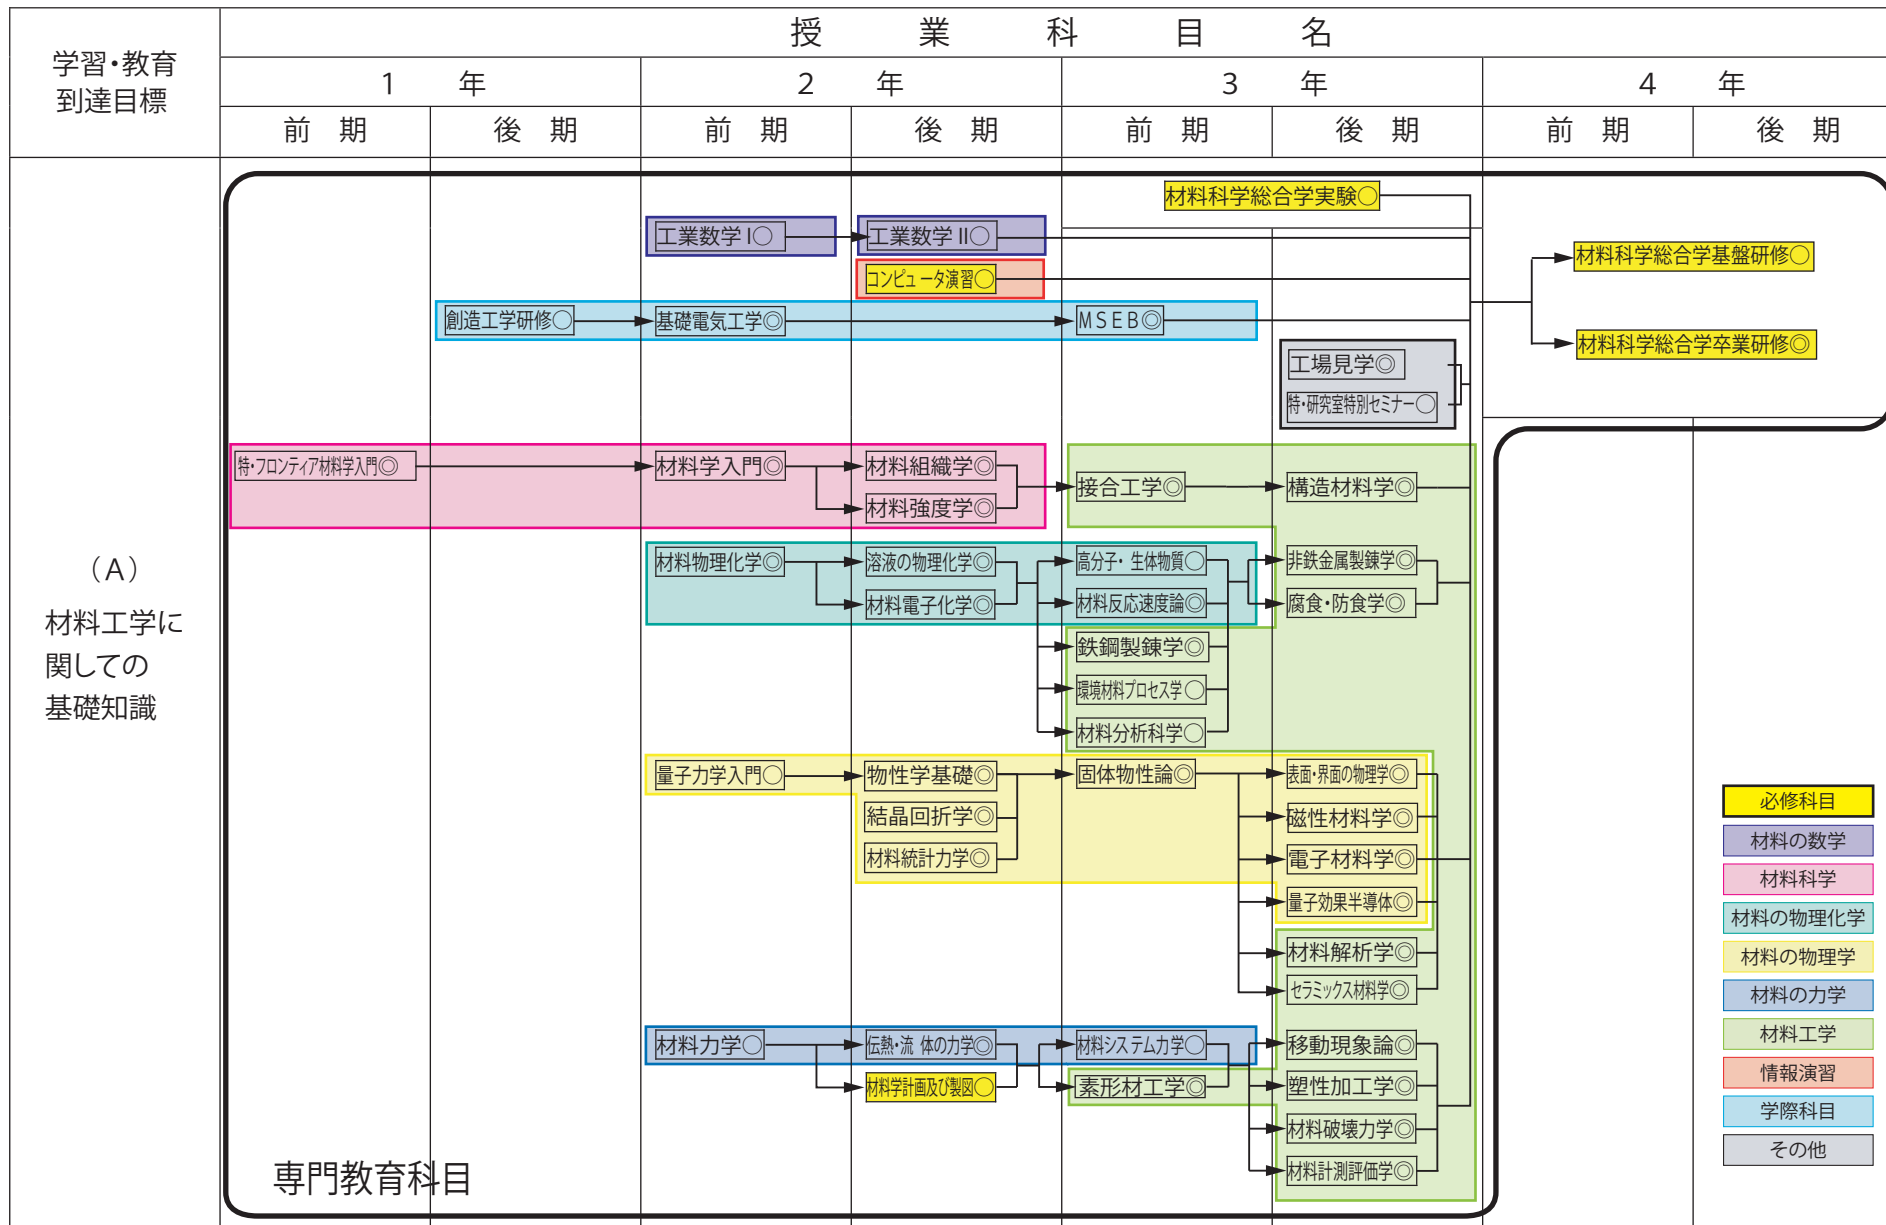 学習・教育
到達目標
授業科目名
1年
2年
3年
4年
前期
後期
前期
後期
前期
後期
前期
後期
(A)
材料工学に
関しての
基礎知識
材料科学総合学実験○
工業数学 I○
工業数学 II○
コンピュータ演習○
創造工学研修○
基礎電気工学◎
MSEB◎
材料科学総合学基盤研修○
材料科学総合学卒業研修◎
工場見学◎
特・研究室特別セミナー○
特・フロンティア材料学入門◎
材料学入門◎
材料組織学◎
材料強度学◎
接合工学◎
構造材料学◎
材料物理化学◎
溶液の物理化学◎
材料電子化学◎
高分子・生体物質○
材料反応速度論◎
鉄鋼製錬学◎
環境材料プロセス学○
材料分析科学○
非鉄金属製錬学◎
腐食・防食学◎
量子力学入門○
物性学基礎◎
結晶回折学◎
材料統計力学◎
固体物性論◎
表面・界面の物理学◎
磁性材料学◎
電子材料学◎
量子効果半導体◎
材料解析学◎
セラミックス材料学◎
材料力学○
伝熱・流体の力学◎
材料学計画及び製図○
材料システム力学○
素形材工学◎
移動現象論◎
塑性加工学◎
材料破壊力学◎
材料計測評価学◎
専門教育科目
必修科目
材料の数学
材料科学
材料の物理化学
材料の物理学
材料の力学
材料工学
情報演習
学際科目
その他